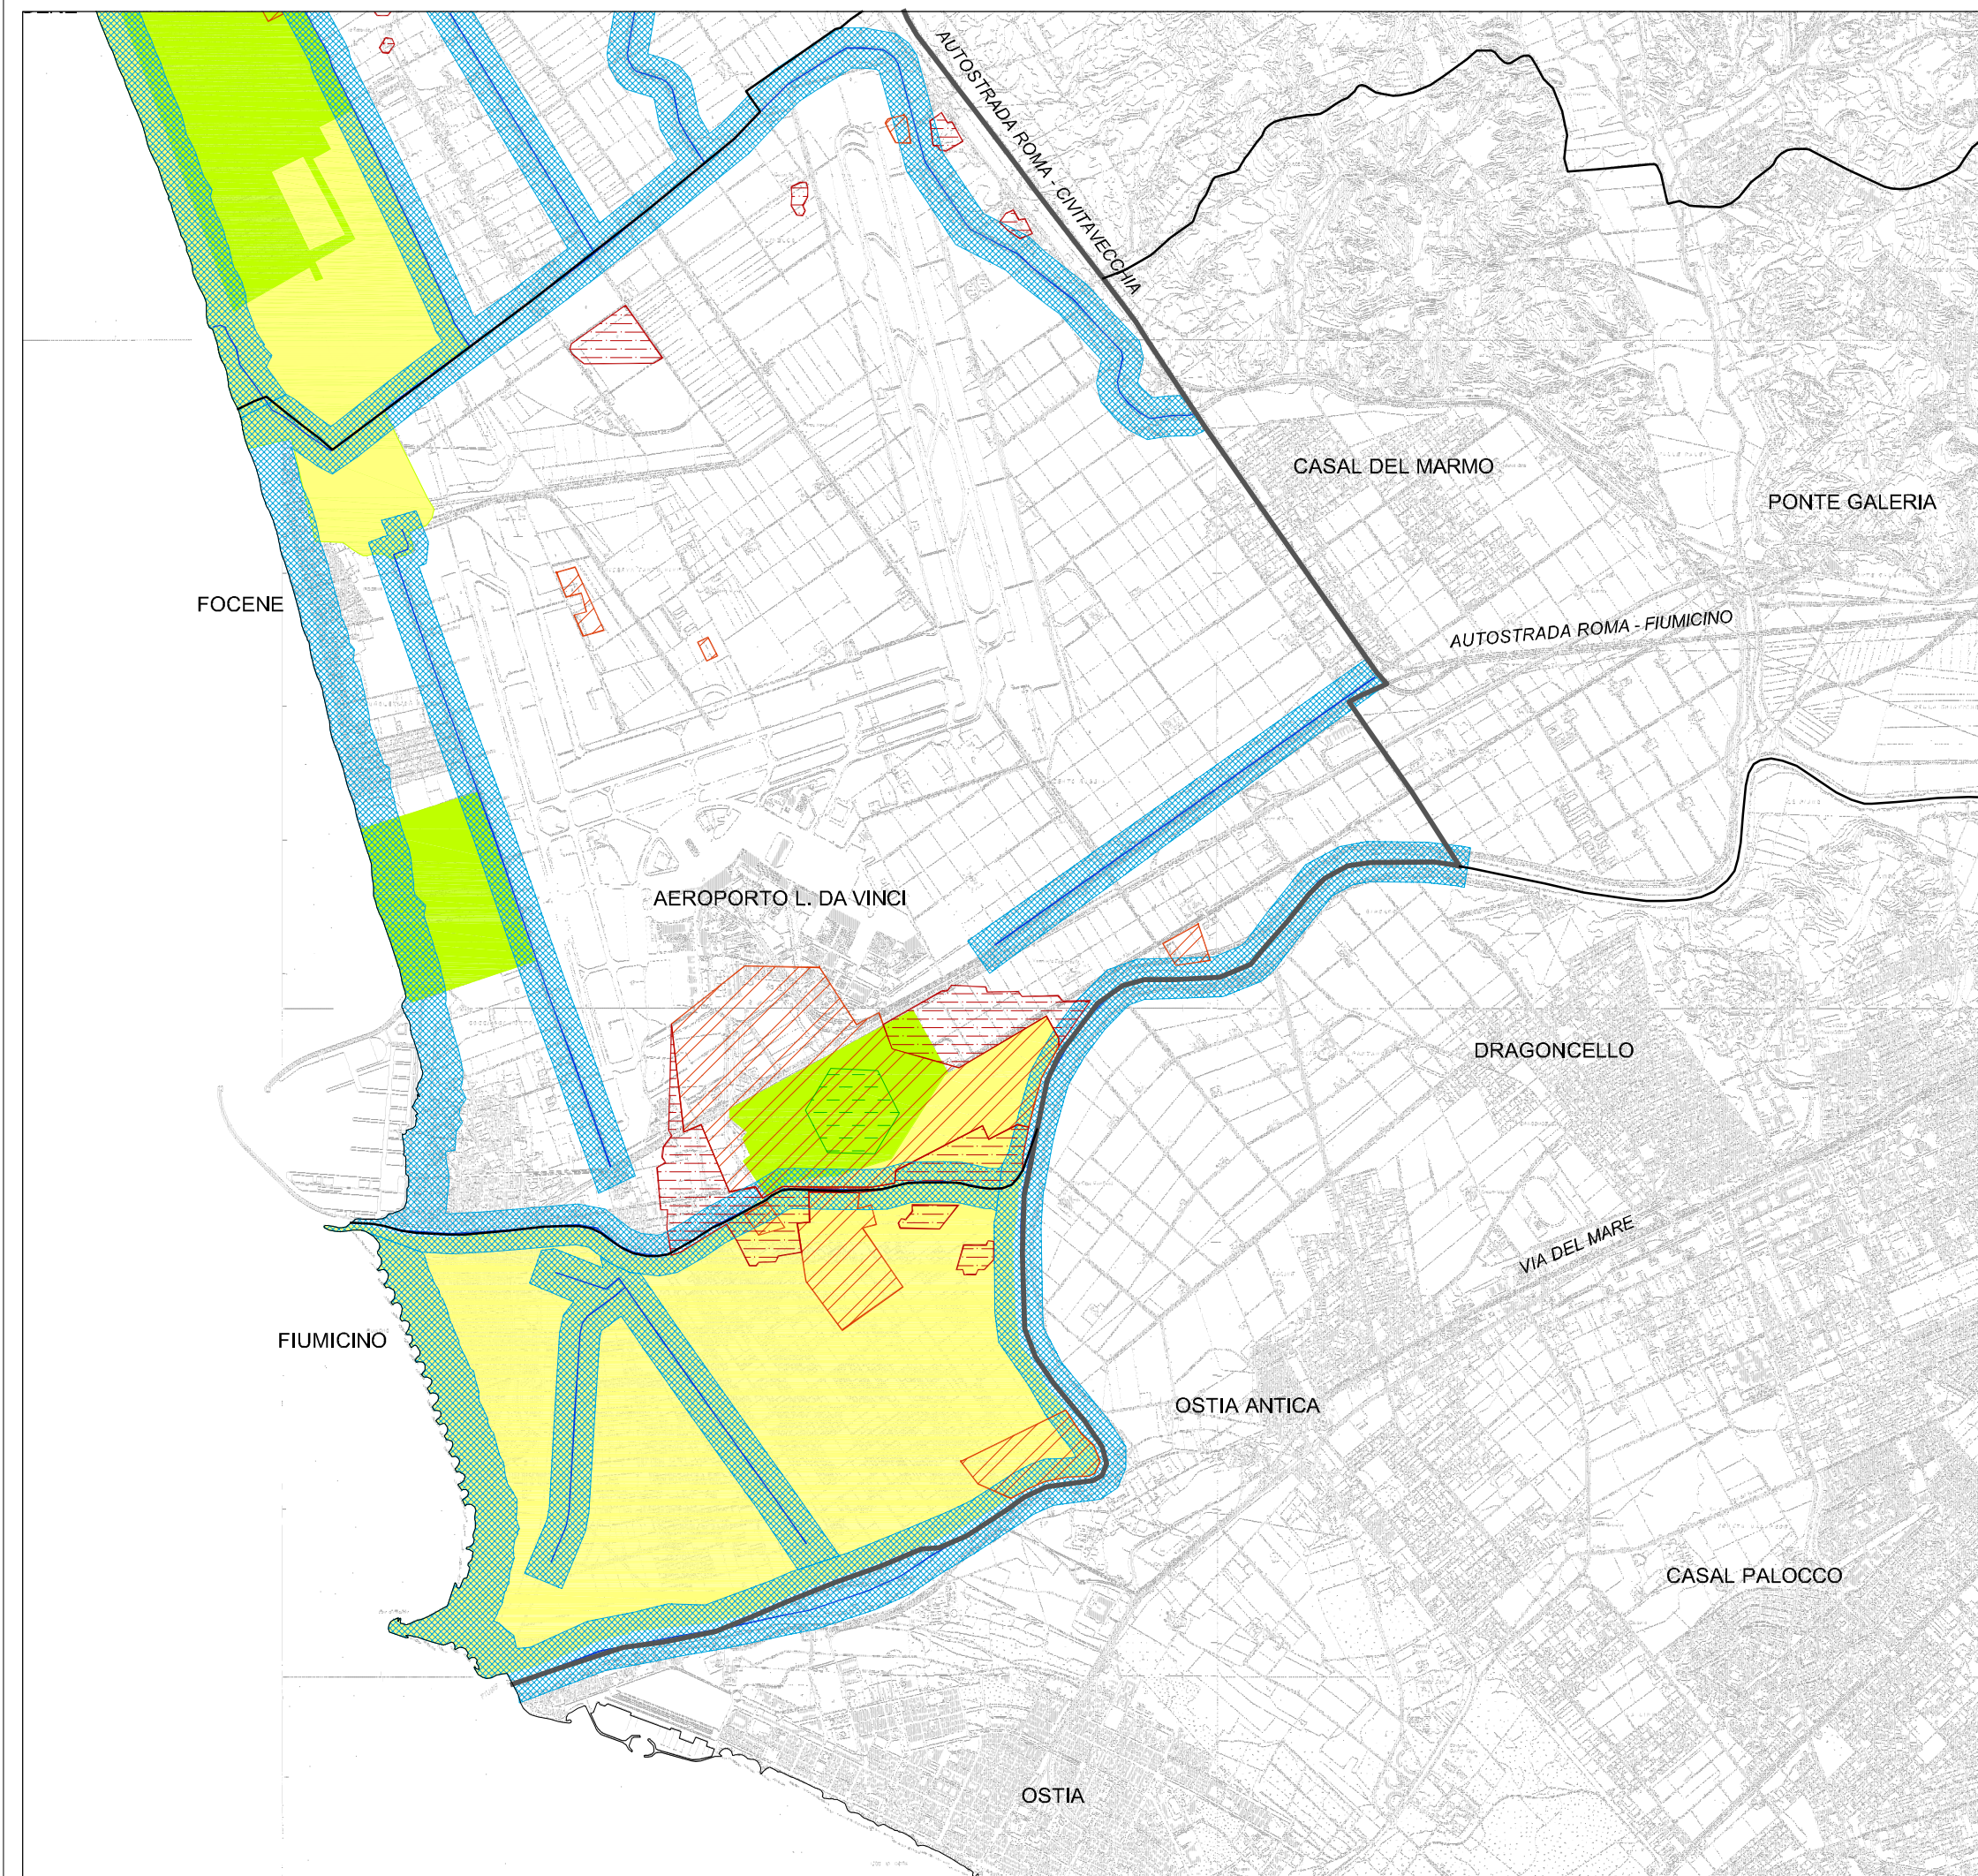 AUTOSTRADA ROMA - CIVITAVECCHIA
CASAL DEL MARMO
PONTE GALERIA
FOCENE
AUTOSTRADA ROMA - FIUMICINO
AEROPORTO L. DA VINCI
DRAGONCELLO
VIA DEL MARE
FIUMICINO
OSTIA ANTICA
CASAL PALOCCO
OSTIA